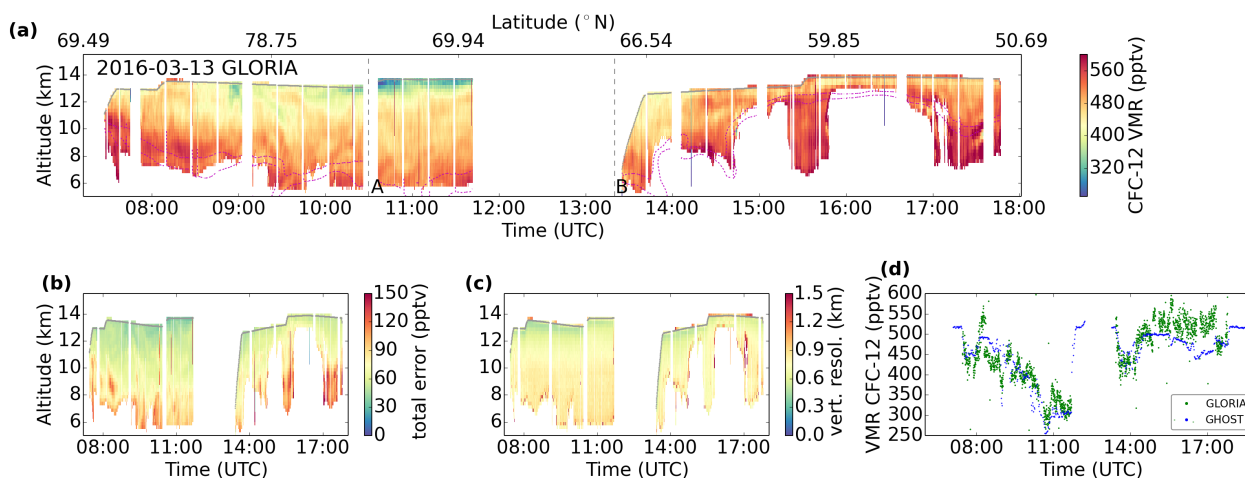 Latitude (°N)
(a)
69.49 78.75 69.94 66.54 59.85 50.69
2016-03-13 GLORIA
14
12
10
8
6
Altitude (km)
A
B
08:00 09:00 10:00 11:00 12:00 13:00 14:00 15:00 16:00 17:00 18:00
Time (UTC)
560
480
400
320
CFC-12 VMR (pptv)
(b)
16
14
12
10
8
6
Altitude (km)
08:00 11:00 14:00 17:00
Time (UTC)
150
120
90
60
30
0
total error (pptv)
(c)
16
14
12
10
8
6
08:00 11:00 14:00 17:00
Time (UTC)
1.5
1.2
0.9
0.6
0.3
0.0
vert. resol. (km)
(d)
600
550
500
450
400
350
300
250
VMR CFC-12 (pptv)
GLORIA
GHOST
08:00 11:00 14:00 17:00
Time (UTC)